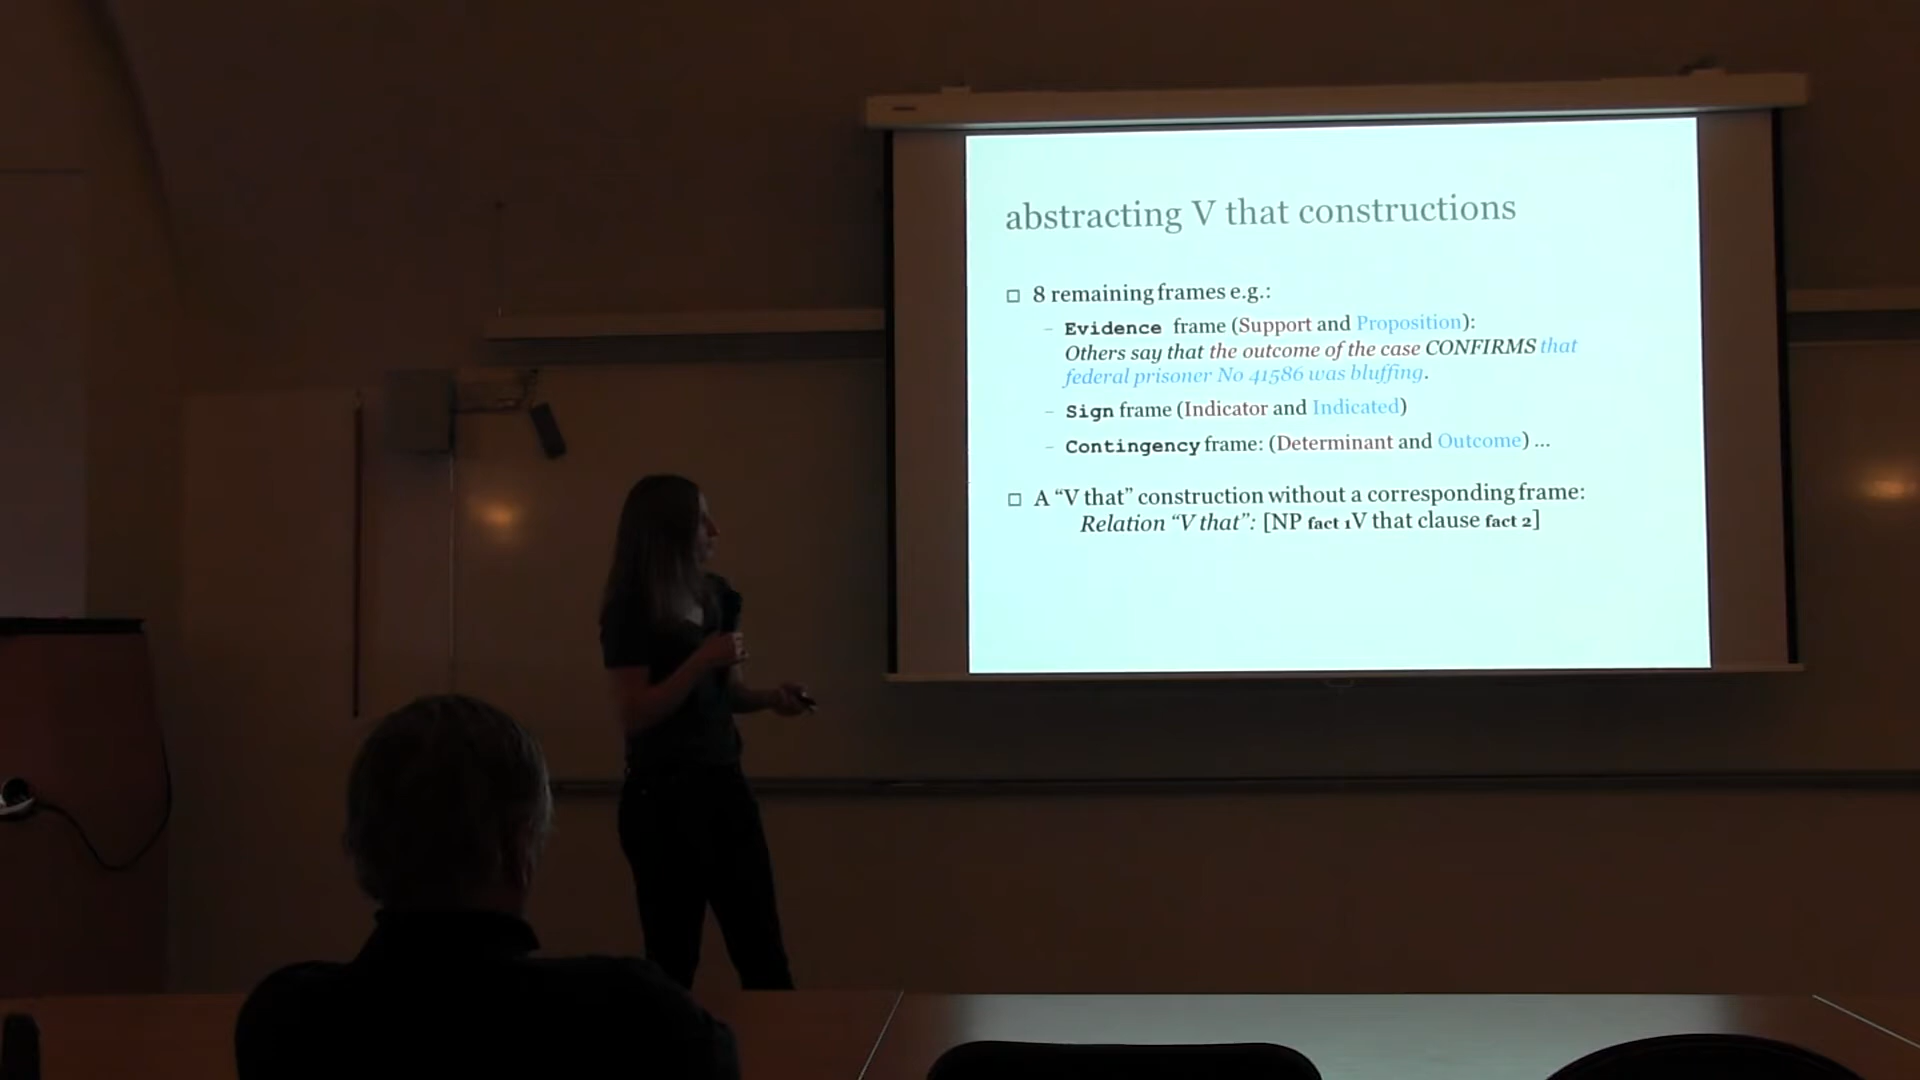 abstracting V that constructions
□ 8 remaining frames e.g.:
– Evidence frame (Support and Proposition):
Others say that the outcome of the case CONFIRMS that
federal prisoner No 41586 was bluffing.
– Sign frame (Indicator and Indicated)
– Contingency frame: (Determinant and Outcome) ...
□ A “V that” construction without a corresponding frame:
Relation “V that”: [NP fact 1V that clause fact 2]